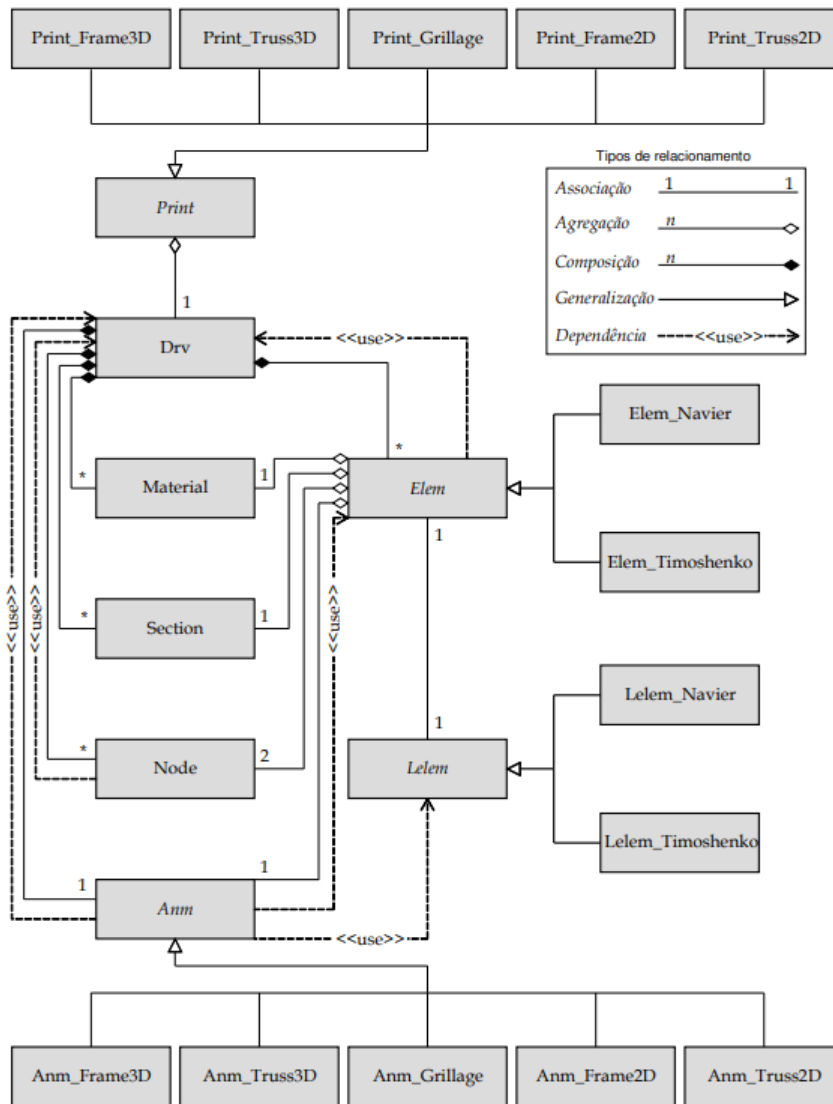 Print_Frame3D
Print_Truss3D
Print_Grillage
Print_Frame2D
Print_Truss2D
Tipos de relacionamento
Associação 1 1
Agregação n
Composição n
Generalização
Dependência <<use>>
Print
1
Drv
<<use>>
<<use>>
<<use>>
Elem_Navier
* Material 1
* Elem
1
Elem_Timoshenko
* Section 1
<<use>>
Lelem_Navier
* Node 2
1
Lelem
Lelem_Timoshenko
1 Anm 1
<<use>>
Anm_Frame3D
Anm_Truss3D
Anm_Grillage
Anm_Frame2D
Anm_Truss2D